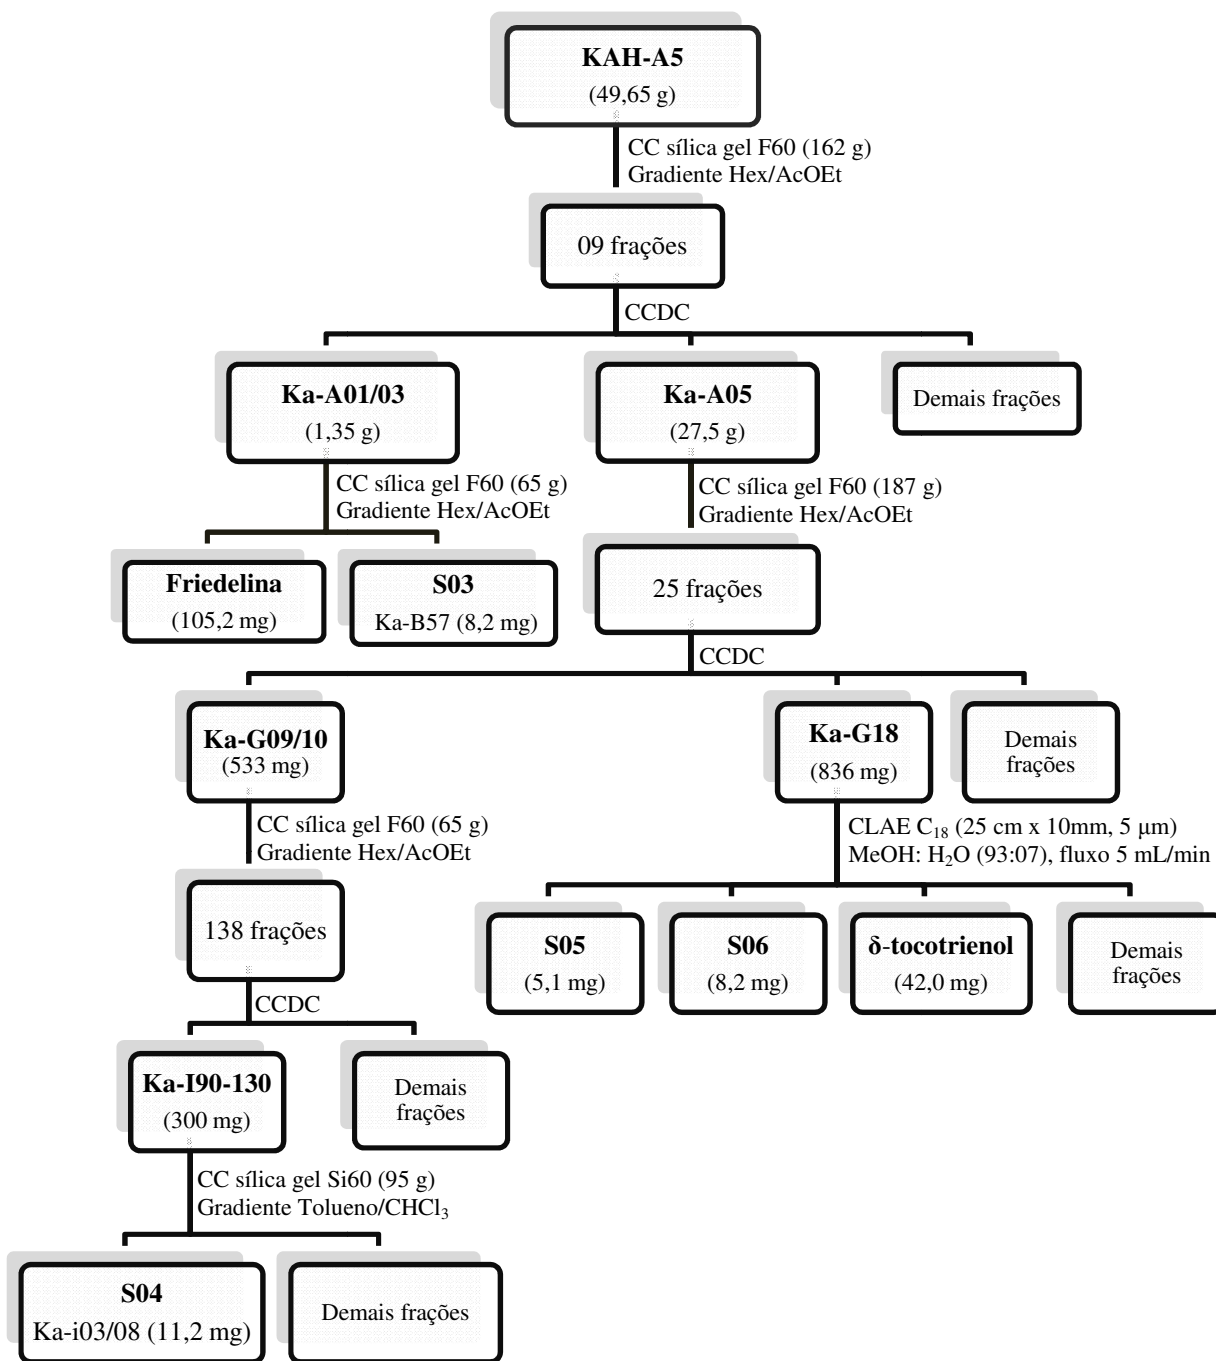 KAH-A5
(49,65 g)
CC sílica gel F60 (162 g)
Gradiente Hex/AcOEt
09 frações
CCDC
Ka-A01/03
(1,35 g)
Ka-A05
(27,5 g)
Demais frações
CC sílica gel F60 (65 g)
Gradiente Hex/AcOEt
CC sílica gel F60 (187 g)
Gradiente Hex/AcOEt
Friedelina
(105,2 mg)
S03
Ka-B57 (8,2 mg)
25 frações
CCDC
Ka-G09/10
(533 mg)
Ka-G18
(836 mg)
Demais
frações
CC sílica gel F60 (65 g)
Gradiente Hex/AcOEt
CLAE C₁₈ (25 cm x 10mm, 5 μm)
MeOH: H₂O (93:07), fluxo 5 mL/min
138 frações
S05
(5,1 mg)
S06
(8,2 mg)
δ-tocotrienol
(42,0 mg)
Demais
frações
CCDC
Ka-I90-130
(300 mg)
Demais
frações
CC sílica gel Si60 (95 g)
Gradiente Tolueno/CHCl₃
S04
Ka-i03/08 (11,2 mg)
Demais frações